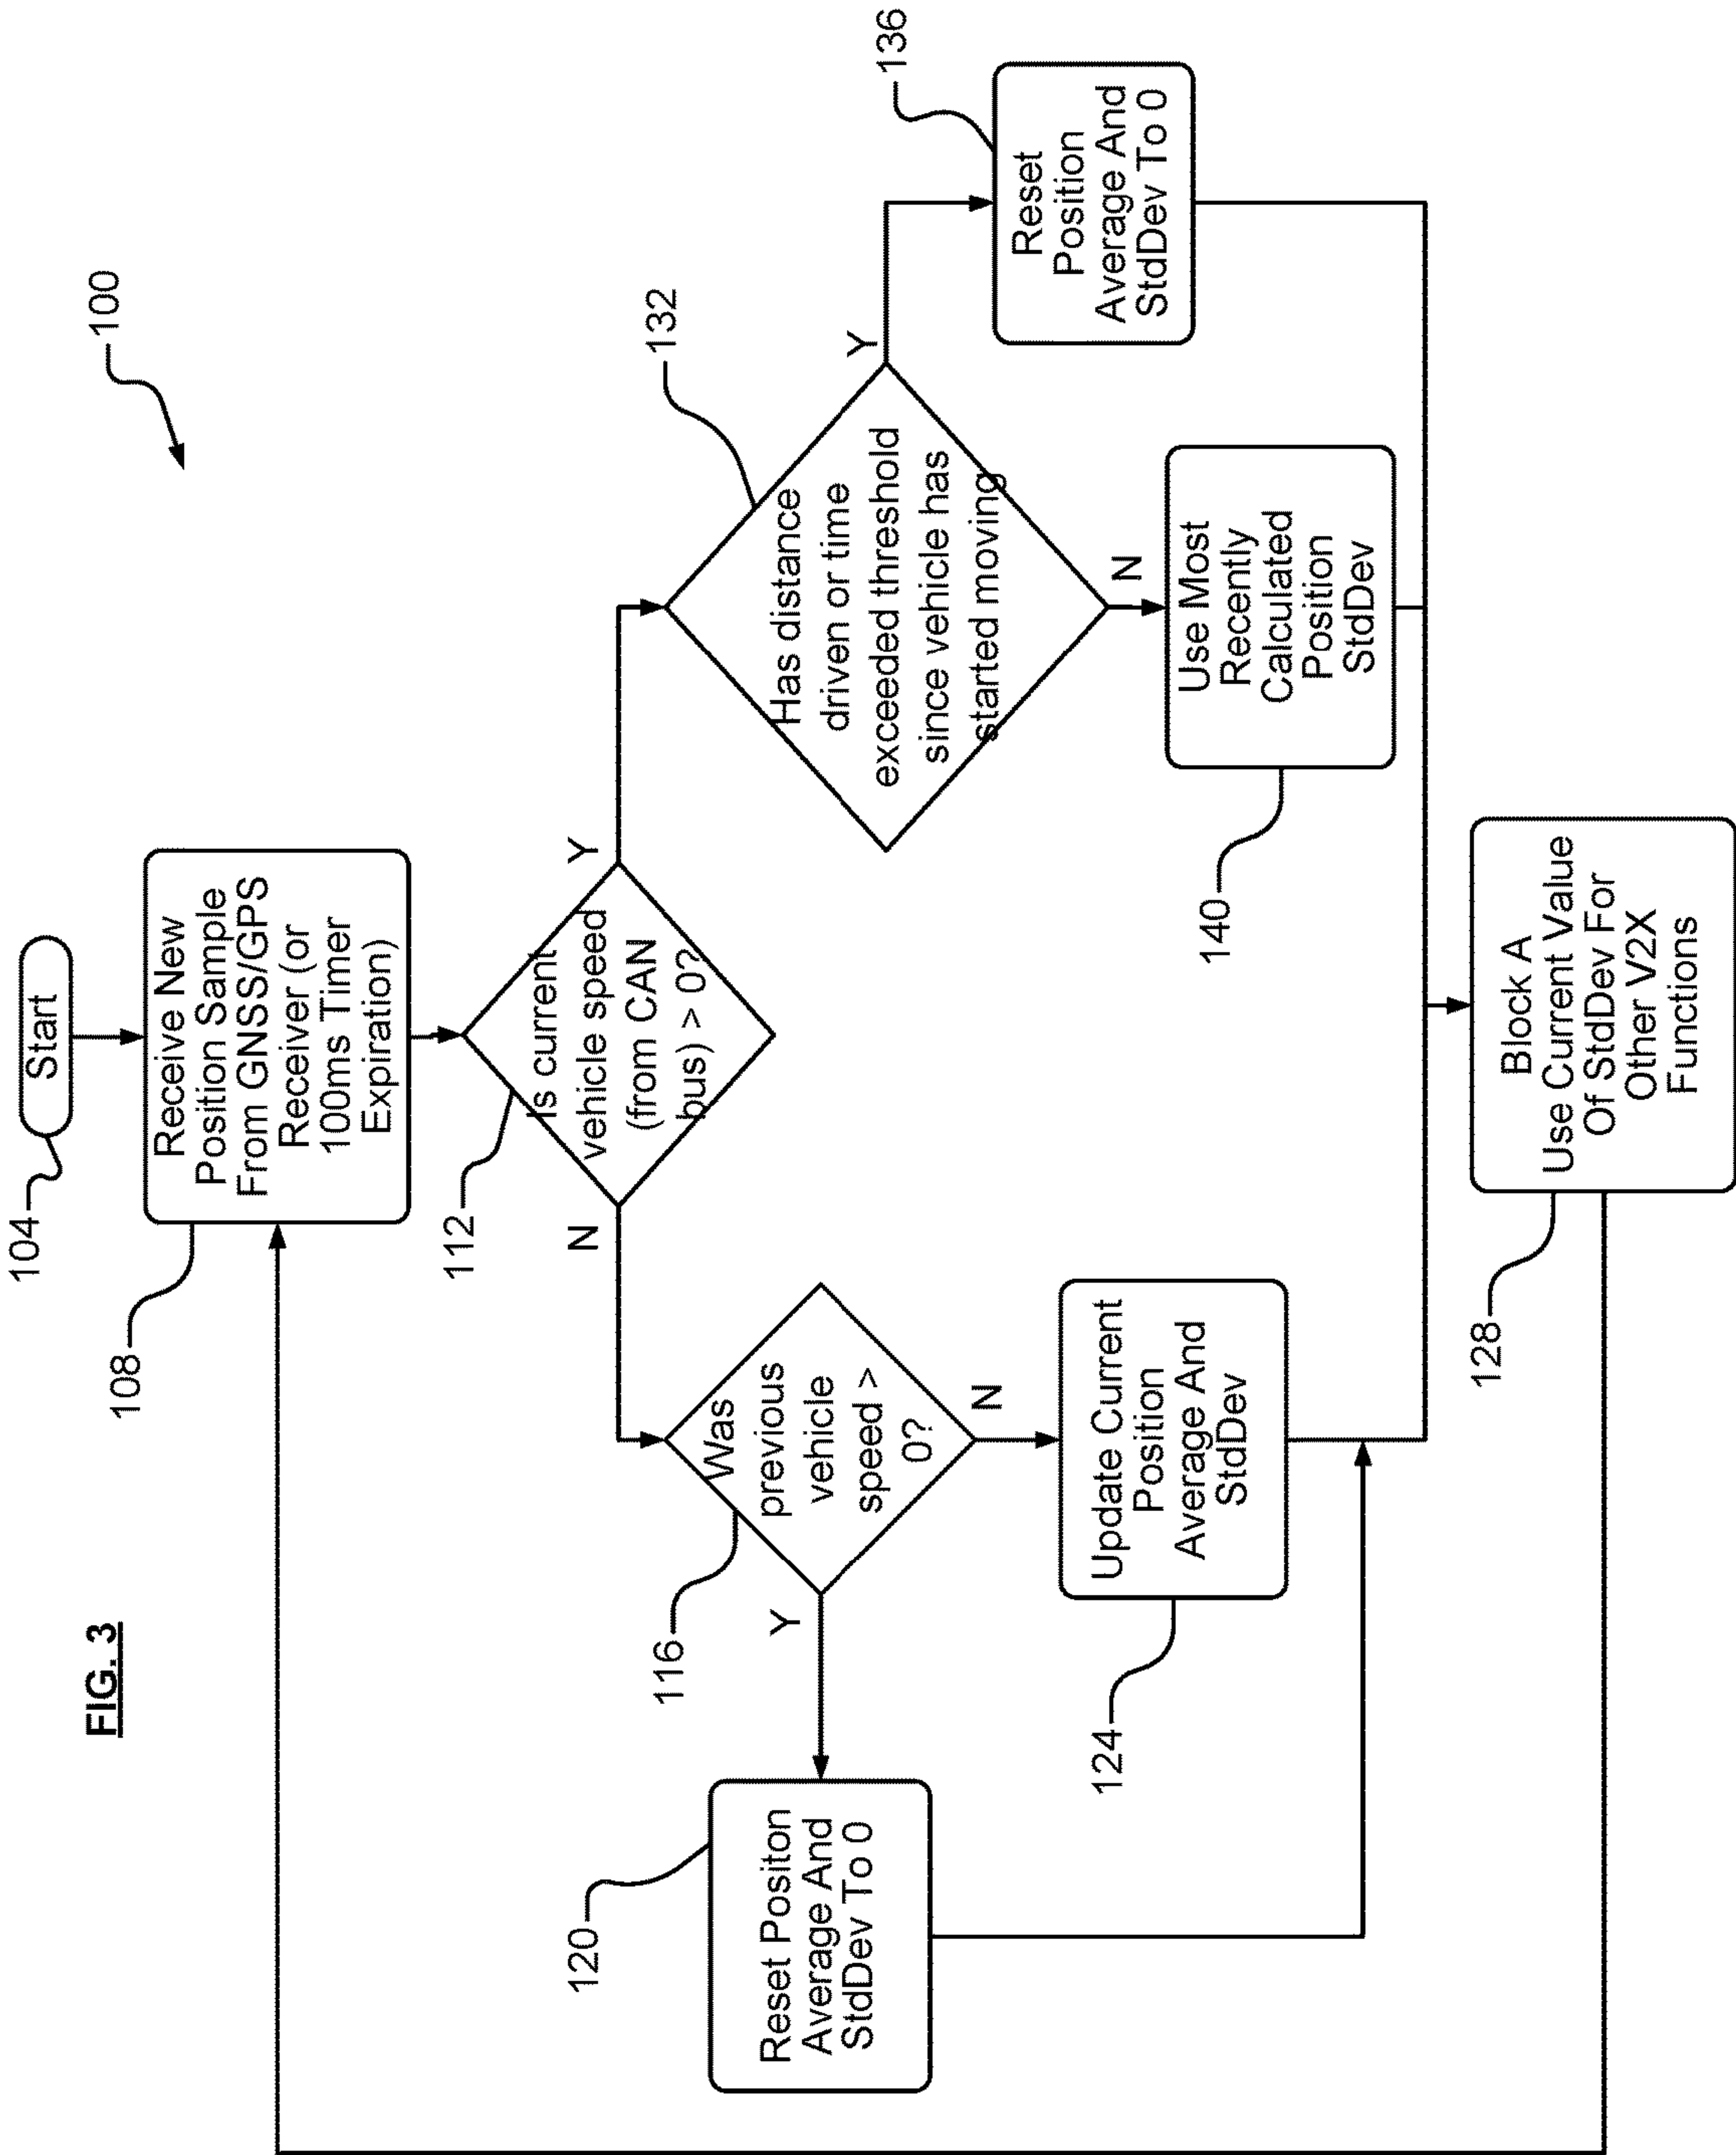 FIG. 3
100
104
Start
108
Receive New
Position Sample
From GNSS/GPS
Receiver (or
100ms Timer
Expiration)
112
Is current
vehicle speed
(from CAN
bus) > 0?
N
Y
116
Was
previous
vehicle
speed >
0?
Y
N
132
Has distance
driven or time
exceeded threshold
since vehicle has
started moving
Y
N
120
Reset Positon
Average And
StdDev To 0
124
Update Current
Position
Average And
StdDev
140
Use Most
Recently
Calculated
Position
StdDev
136
Reset
Position
Average And
StdDev To 0
128
Block A
Use Current Value
Of StdDev For
Other V2X
Functions